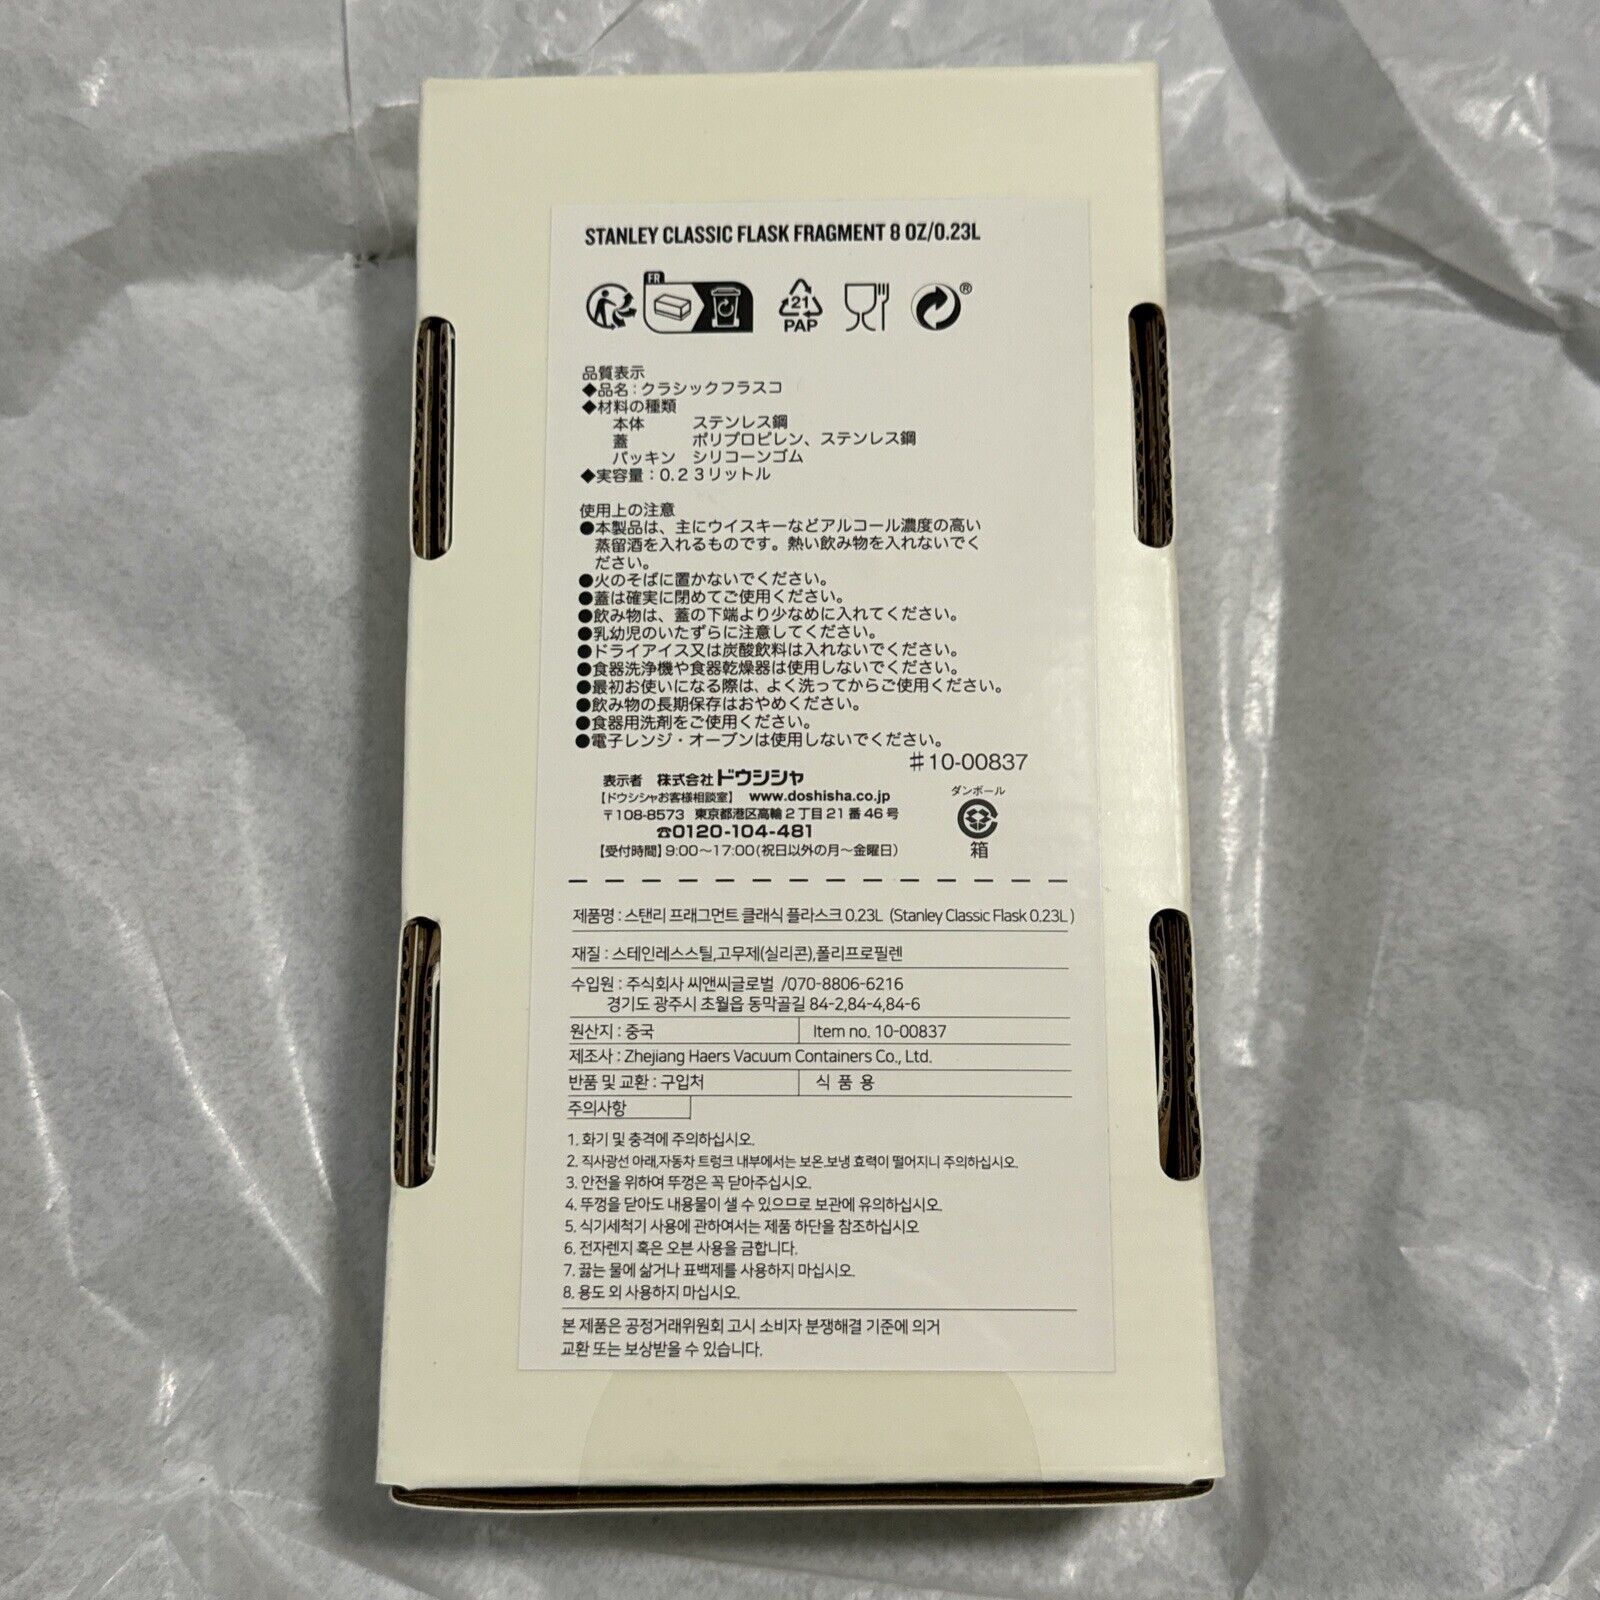 STANLEY CLASSIC FLASK FRAGMENT 8 OZ/0.23L
FR
21
PAP
®
品質表示
◆品名：クラシックフラスコ
◆材料の種類
本体 ステンレス鋼
蓋 ポリプロピレン、ステンレス鋼
パッキン シリコーンゴム
◆実容量：0.23リットル
使用上の注意
●本製品は、主にウイスキーなどアルコール濃度の高い
蒸留酒を入れるものです。熱い飲み物を入れないでく
ださい。
●火のそばに置かないでください。
●蓋は確実に閉めてご使用ください。
●飲み物は、蓋の下端より少なめに入れてください。
●乳幼児のいたずらに注意してください。
●ドライアイス又は炭酸飲料は入れないでください。
●食器洗浄機や食器乾燥器は使用しないでください。
●最初お使いになる際は、よく洗ってからご使用ください。
●飲み物の長期保存はおやめください。
●食器用洗剤をご使用ください。
●電子レンジ・オーブンは使用しないでください。
♯10-00837
表示者 株式会社ドウシシャ
【ドウシシャお客様相談室】 www.doshisha.co.jp
〒108-8573 東京都港区高輪2丁目21番46号
☎0120-104-481
【受付時間】9:00～17:00(祝日以外の月～金曜日)
ダンボール
箱
제품명 : 스탠리 프래그먼트 클래식 플라스크 0.23L (Stanley Classic Flask 0.23L)
재질 : 스테인레스스틸,고무제(실리콘),폴리프로필렌
수입원 : 주식회사 씨앤씨글로벌 /070-8806-6216
경기도 광주시 초월읍 동막골길 84-2,84-4,84-6
원산지 : 중국 Item no. 10-00837
제조사 : Zhejiang Haers Vacuum Containers Co., Ltd.
반품 및 교환 : 구입처 식 품 용
주의사항
1. 화기 및 충격에 주의하십시오.
2. 직사광선 아래,자동차 트렁크 내부에서는 보온.보냉 효력이 떨어지니 주의하십시오.
3. 안전을 위하여 뚜껑은 꼭 닫아주십시오.
4. 뚜껑을 닫아도 내용물이 샐 수 있으므로 보관에 유의하십시오.
5. 식기세척기 사용에 관하여서는 제품 하단을 참조하십시오
6. 전자렌지 혹은 오븐 사용을 금합니다.
7. 끓는 물에 삶거나 표백제를 사용하지 마십시오.
8. 용도 외 사용하지 마십시오.
본 제품은 공정거래위원회 고시 소비자 분쟁해결 기준에 의거
교환 또는 보상받을 수 있습니다.